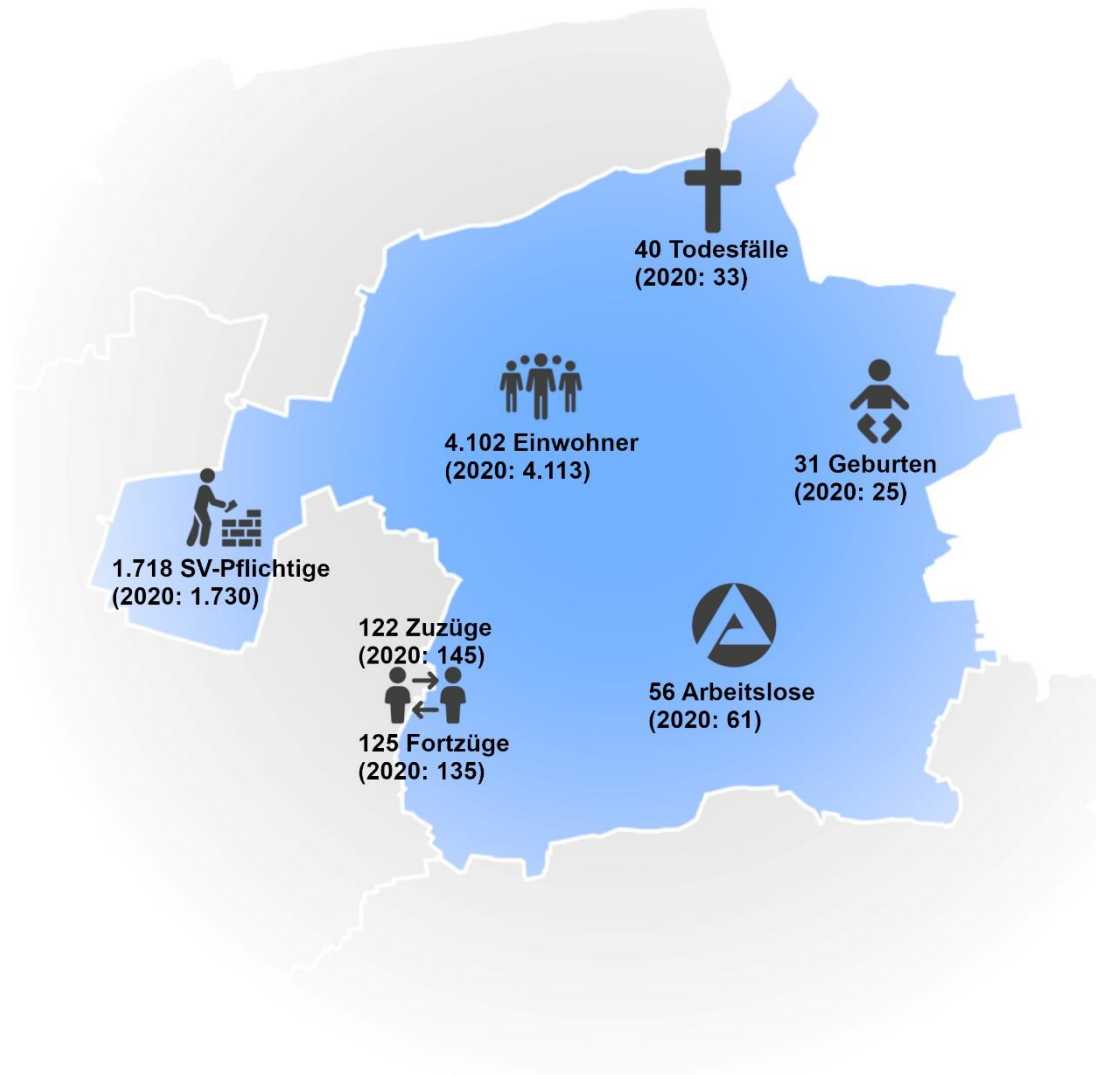 40 Todesfälle
(2020: 33)
4.102 Einwohner
(2020: 4.113)
31 Geburten
(2020: 25)
1.718 SV-Pflichtige
(2020: 1.730)
122 Zuzüge
(2020: 145)
125 Fortzüge
(2020: 135)
56 Arbeitslose
(2020: 61)